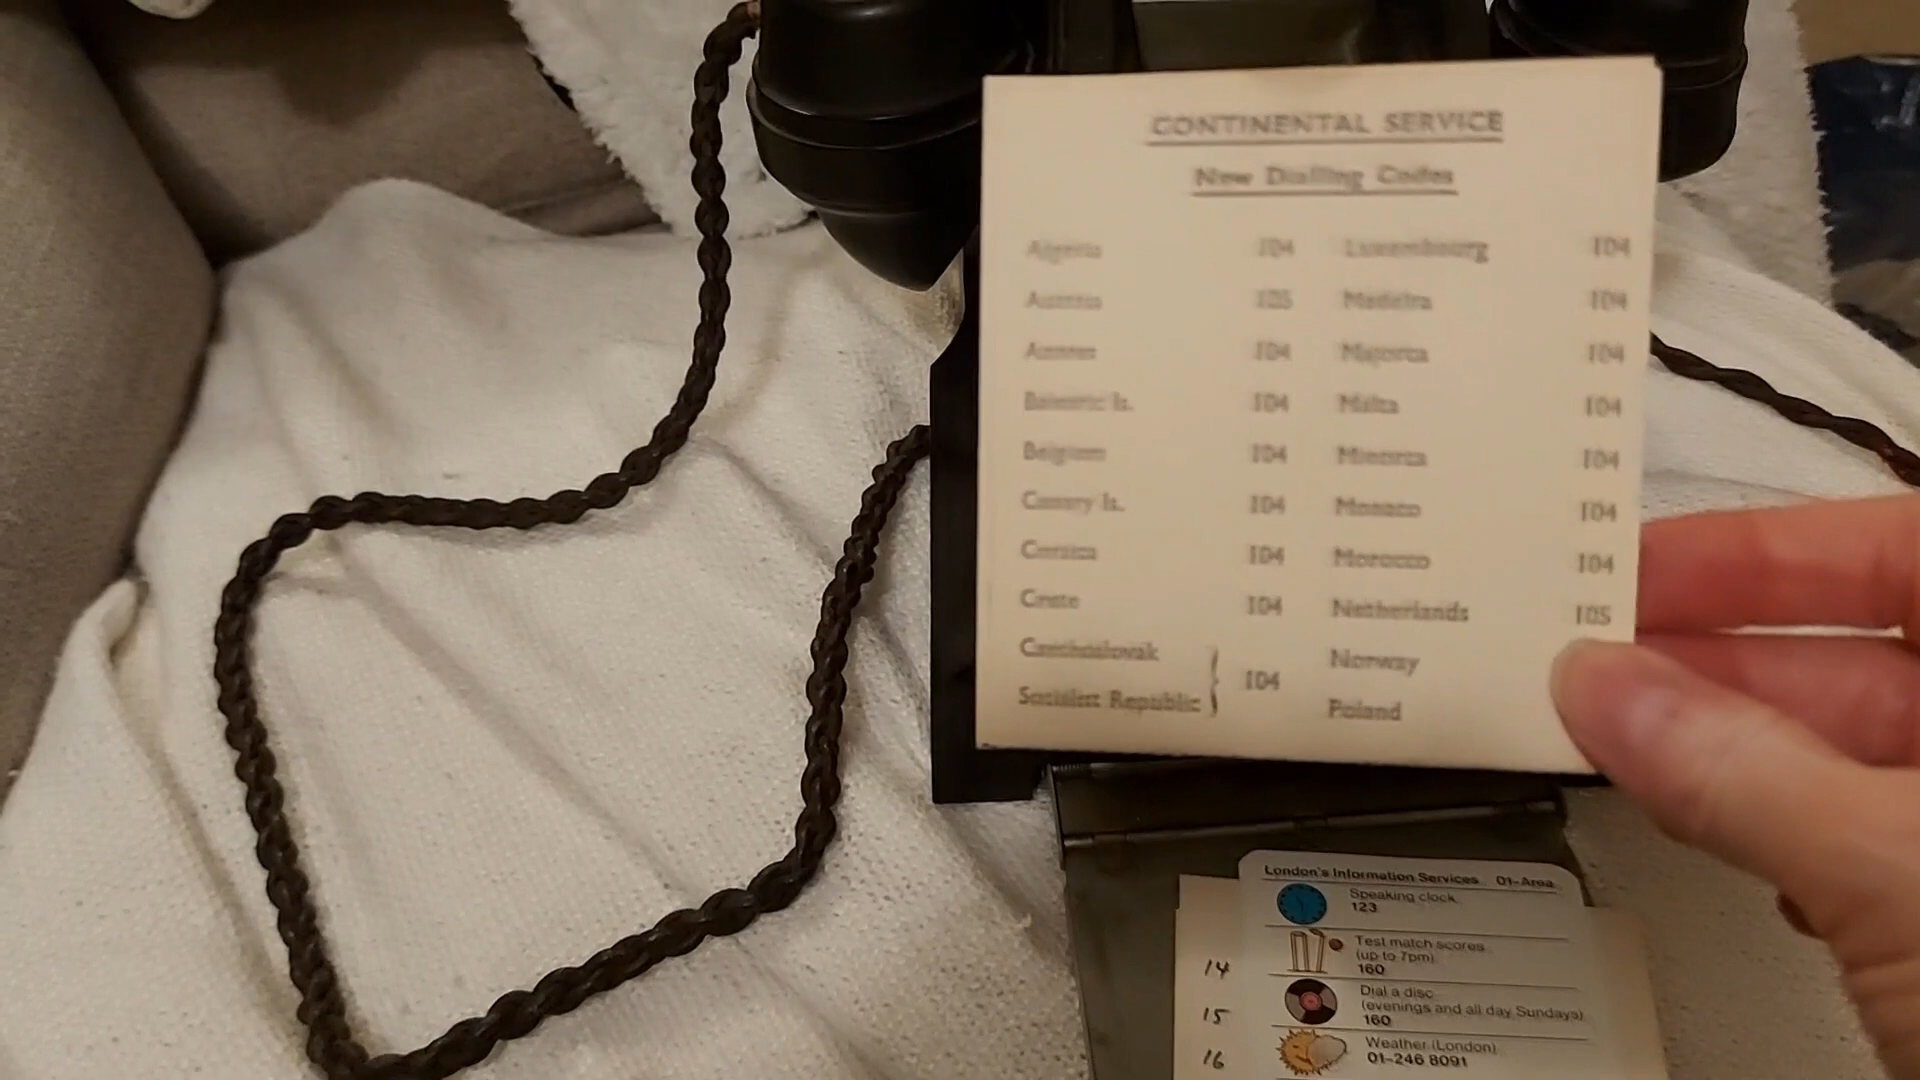 CONTINENTAL SERVICE
New Dialling Codes
Algeria 104 Luxembourg 104
105 Madeira 104
Azores 104 Majorca 104
Balearic Is. 104 Malta 104
Belgium 104 Minorca 104
Canary Is. 104 Monaco 104
Corsica 104 Morocco 104
Crete 104 Netherlands 105
Czechoslovak Norway
Socialist Republic } 104 Poland
London's Information Services 01-Area
Speaking clock
123
Test match scores
(up to 7pm)
160
14
Dial a disc
(evenings and all day Sundays)
160
15
Weather (London)
01-246 8091
16